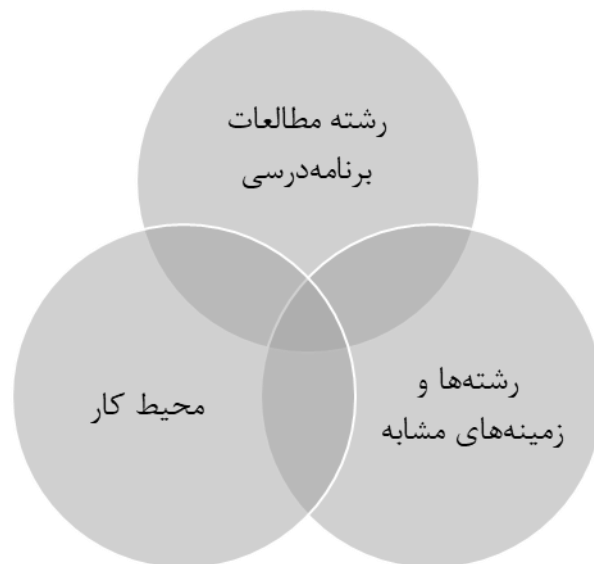 رشته مطالعات
برنامه‌درسی
رشته‌ها و
زمینه‌های مشابه
محیط کار